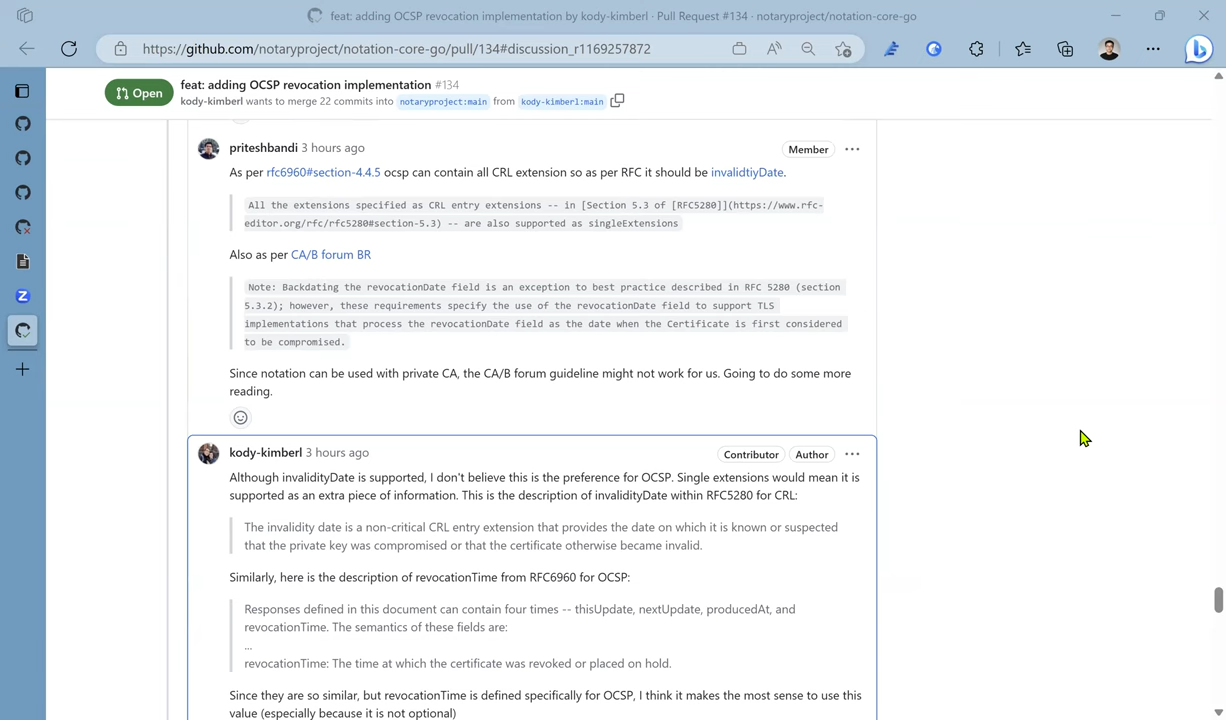 feat: adding OCSP revocation implementation by kody-kimberl · Pull Request #134 · notaryproject/notation-core-go
https://github.com/notaryproject/notation-core-go/pull/134#discussion_r1169257872
Open
feat: adding OCSP revocation implementation #134
kody-kimberl wants to merge 22 commits into notaryproject:main from kody-kimberl:main
priteshbandi 3 hours ago Member
As per rfc6960#section-4.4.5 ocsp can contain all CRL extension so as per RFC it should be invalidtiyDate.
All the extensions specified as CRL entry extensions -- in [Section 5.3 of [RFC5280]](https://www.rfc-
editor.org/rfc/rfc5280#section-5.3) -- are also supported as singleExtensions
Also as per CA/B forum BR
Note: Backdating the revocationDate field is an exception to best practice described in RFC 5280 (section
5.3.2); however, these requirements specify the use of the revocationDate field to support TLS
implementations that process the revocationDate field as the date when the Certificate is first considered
to be compromised.
Since notation can be used with private CA, the CA/B forum guideline might not work for us. Going to do some more
reading.
kody-kimberl 3 hours ago Contributor Author
Although invalidityDate is supported, I don't believe this is the preference for OCSP. Single extensions would mean it is
supported as an extra piece of information. This is the description of invalidityDate within RFC5280 for CRL:
The invalidity date is a non-critical CRL entry extension that provides the date on which it is known or suspected
that the private key was compromised or that the certificate otherwise became invalid.
Similarly, here is the description of revocationTime from RFC6960 for OCSP:
Responses defined in this document can contain four times -- thisUpdate, nextUpdate, producedAt, and
revocationTime. The semantics of these fields are:
...
revocationTime: The time at which the certificate was revoked or placed on hold.
Since they are so similar, but revocationTime is defined specifically for OCSP, I think it makes the most sense to use this
value (especially because it is not optional)